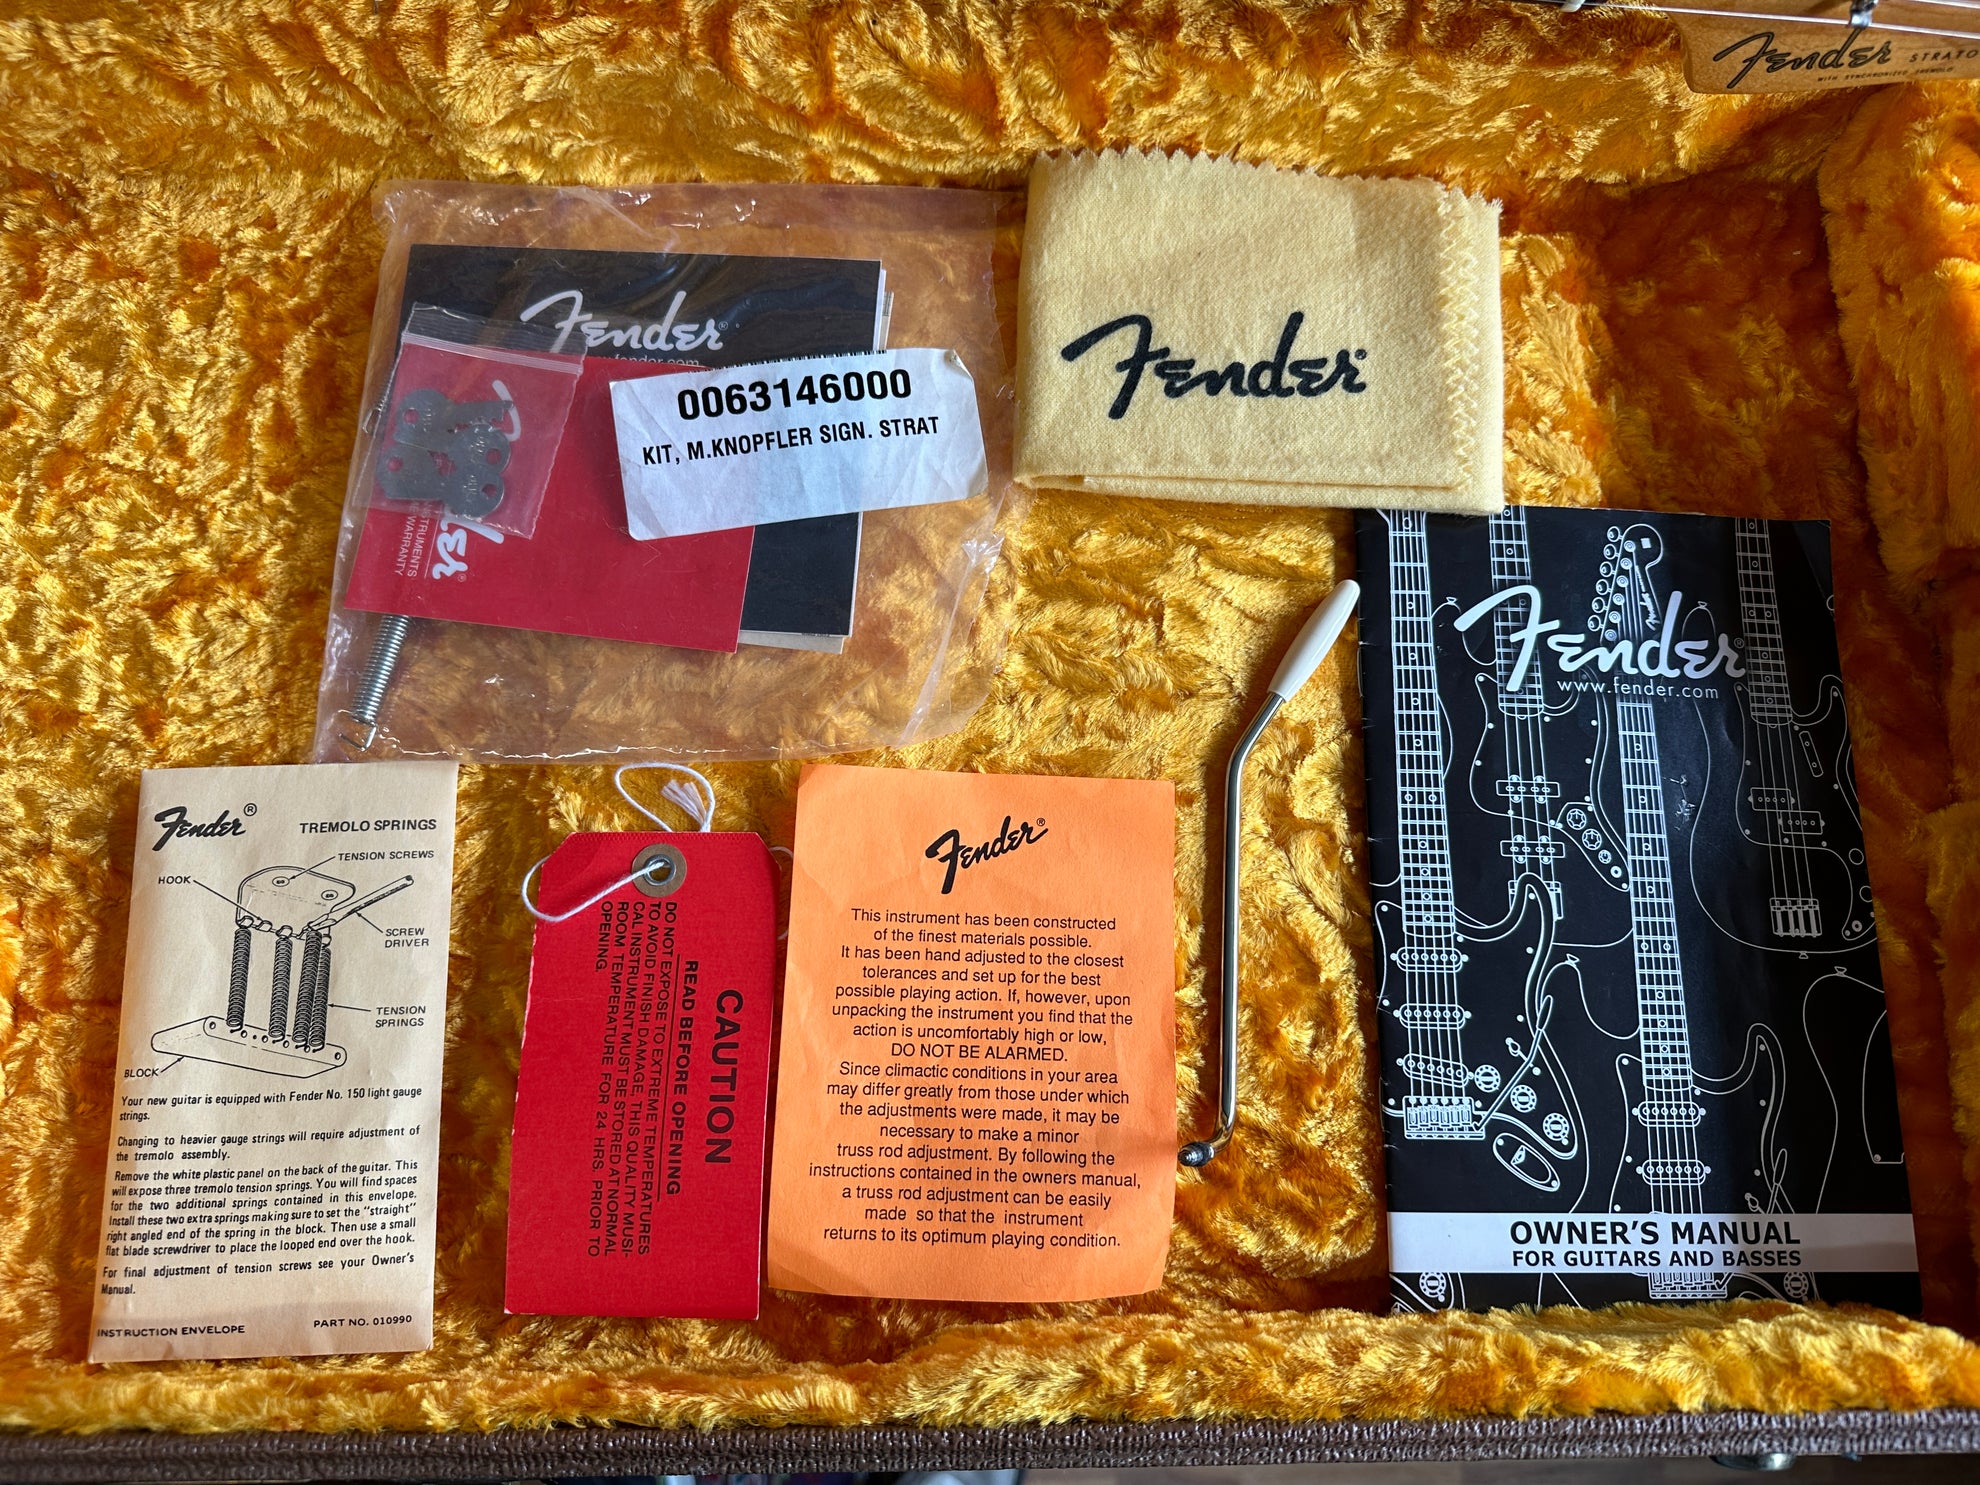 Fender STRATO
WITH SYNCHRONIZED TREMOLO
Fender®
www.fender.com
0063146000
KIT, M.KNOPFLER SIGN. STRAT
INSTRUMENTS
WARRANTY
Fender®
Fender®
www.fender.com
OWNER'S MANUAL
FOR GUITARS AND BASSES
Fender®
TREMOLO SPRINGS
TENSION SCREWS
HOOK
SCREW
DRIVER
TENSION
SPRINGS
BLOCK
Your new guitar is equipped with Fender No. 150 light gauge
strings.
Changing to heavier gauge strings will require adjustment of
the tremolo assembly.
Remove the white plastic panel on the back of the guitar. This
will expose three tremolo tension springs. You will find spaces
for the two additional springs contained in this envelope.
Install these two extra springs making sure to set the "straight"
right angled end of the spring in the block. Then use a small
flat blade screwdriver to place the looped end over the hook.
For final adjustment of tension screws see your Owner's
Manual.
INSTRUCTION ENVELOPE
PART NO. 010990
CAUTION
READ BEFORE OPENING
DO NOT EXPOSE TO EXTREME TEMPERATURES
TO AVOID FINISH DAMAGE, THIS QUALITY MUSI-
CAL INSTRUMENT MUST BE STORED AT NORMAL
ROOM TEMPERATURE FOR 24 HRS. PRIOR TO
OPENING.
Fender®
This instrument has been constructed
of the finest materials possible.
It has been hand adjusted to the closest
tolerances and set up for the best
possible playing action. If, however, upon
unpacking the instrument you find that the
action is uncomfortably high or low,
DO NOT BE ALARMED.
Since climactic conditions in your area
may differ greatly from those under which
the adjustments were made, it may be
necessary to make a minor
truss rod adjustment. By following the
instructions contained in the owners manual,
a truss rod adjustment can be easily
made so that the instrument
returns to its optimum playing condition.